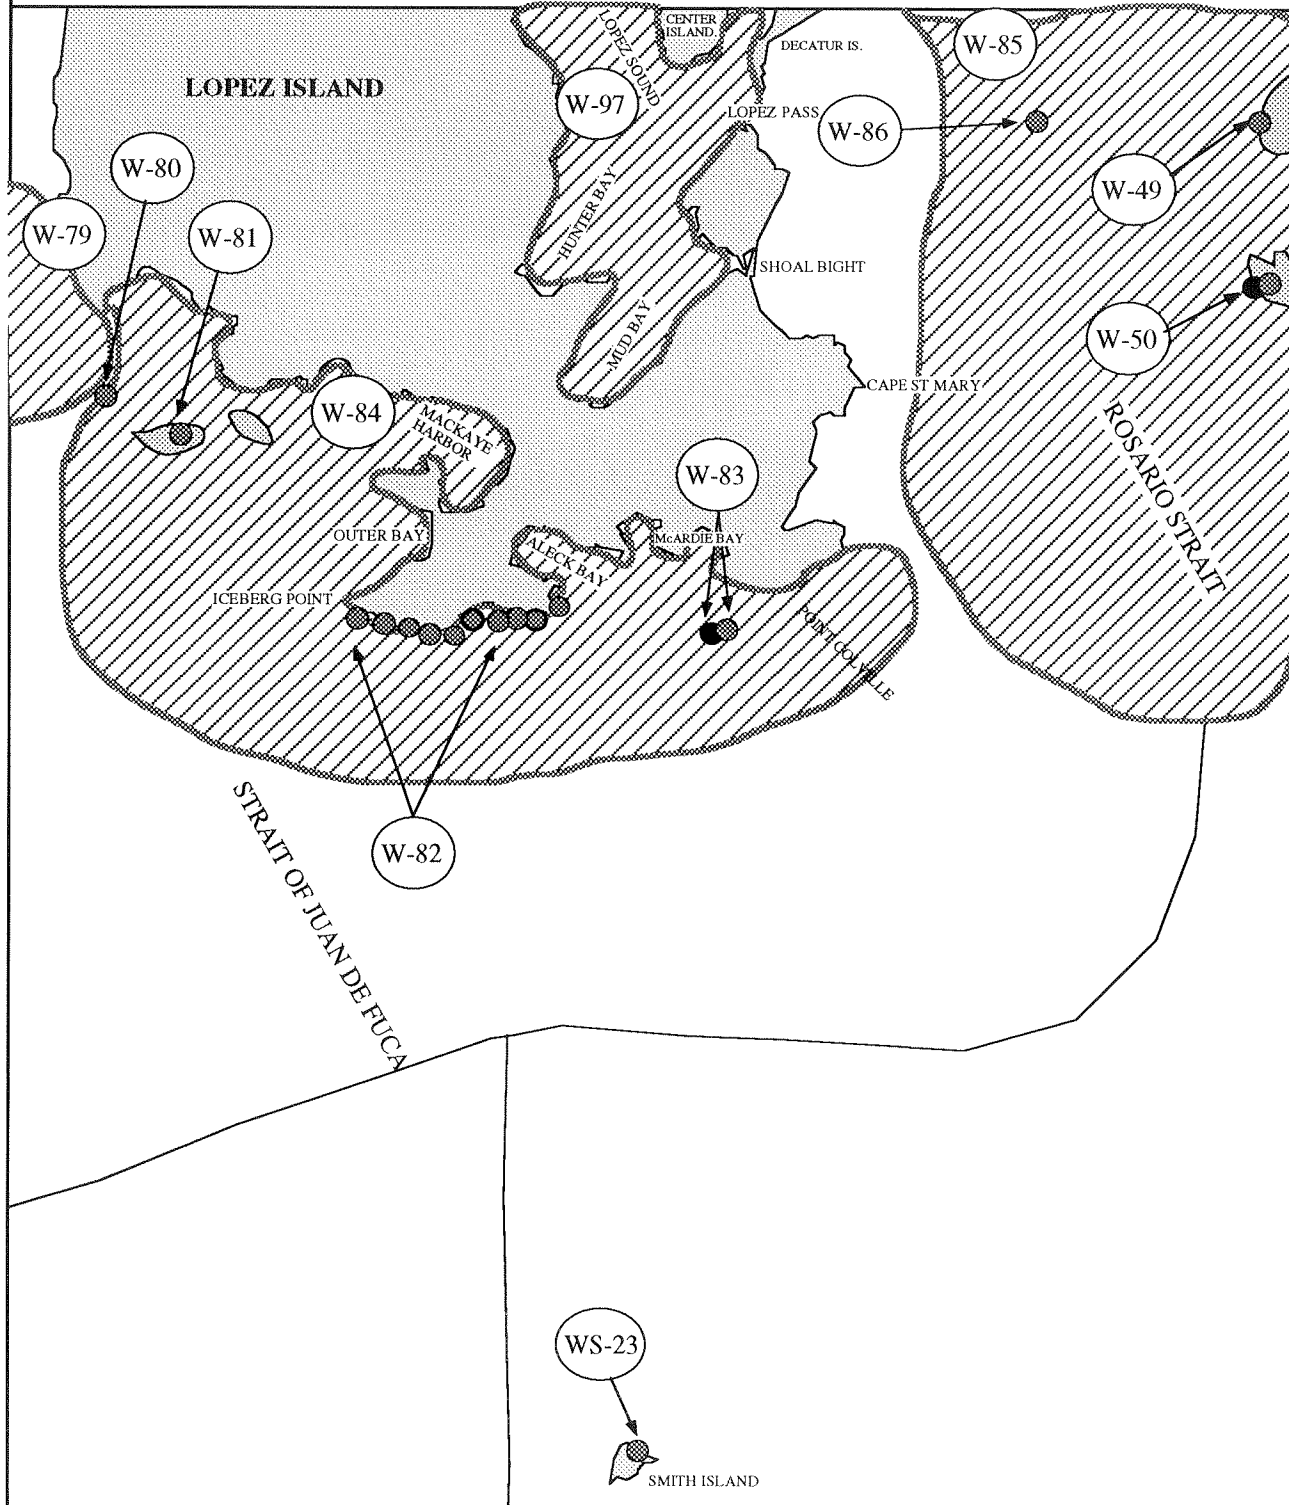 CENTER
ISLAND.
LOPEZ SOUND
DECATUR IS.
W-85
LOPEZ ISLAND
W-97
LOPEZ PASS
W-86
W-80
W-49
HUNTER BAY
W-79
W-81
SHOAL BIGHT
MUD BAY
W-50
CAPE ST MARY
W-84
MACKAYE
HARBOR
ROSARIO STRAIT
W-83
OUTER BAY
McARDIE BAY
ALECK BAY
ICEBERG POINT
POINT COLVILLE
STRAIT OF JUAN DE FUCA
W-82
WS-23
SMITH ISLAND